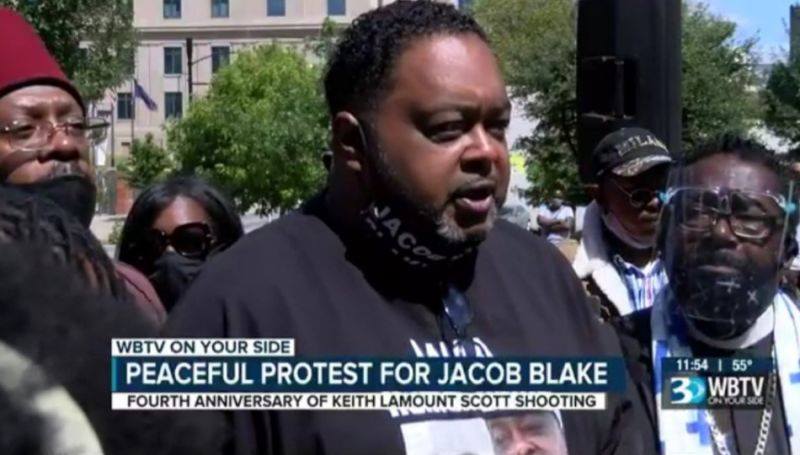 MILANO
JACOB
WBTV ON YOUR SIDE
PEACEFUL PROTEST FOR JACOB BLAKE
FOURTH ANNIVERSARY OF KEITH LAMOUNT SCOTT SHOOTING
11:54 | 55°
3 WBTV
ON YOUR SIDE